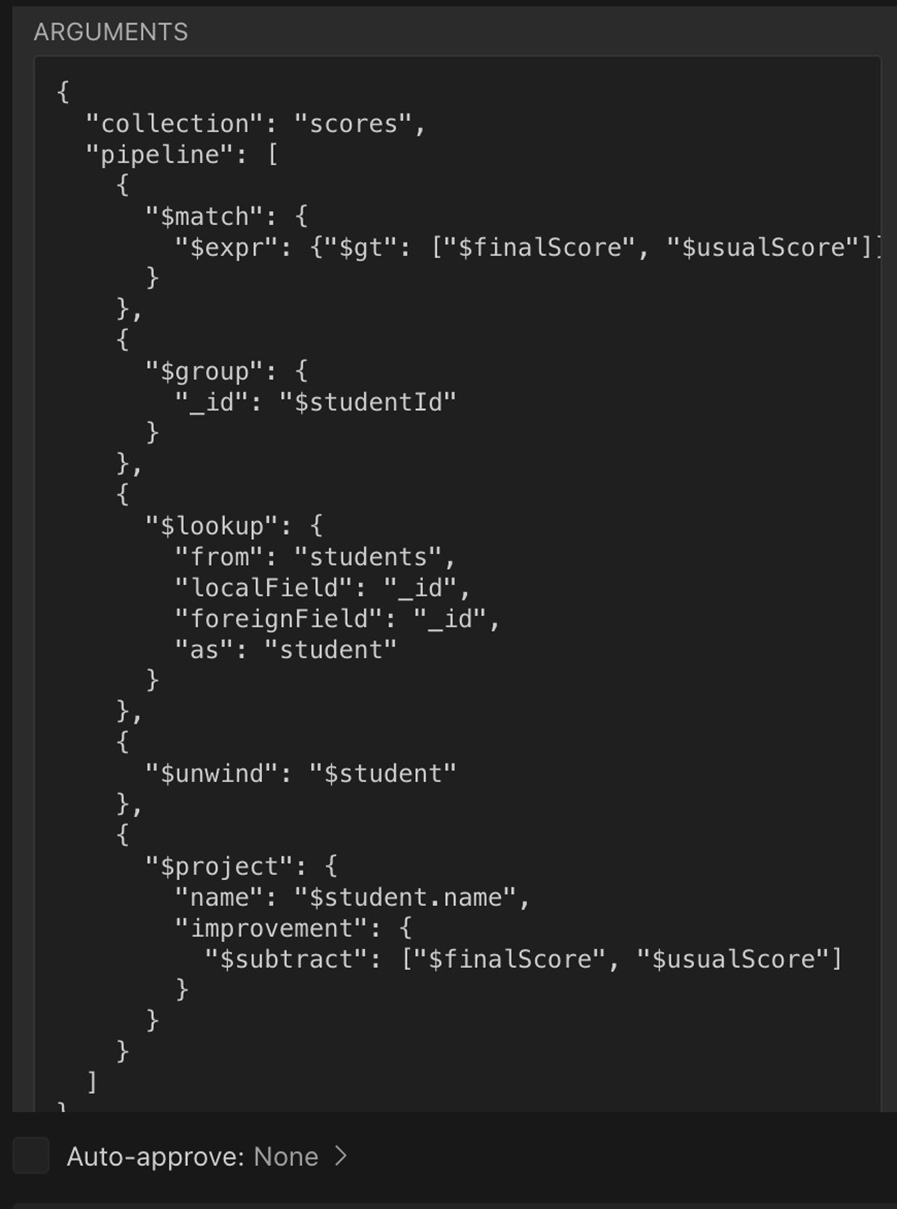 ARGUMENTS
{
"collection": "scores",
"pipeline": [
{
"$match": {
"$expr": {"$gt": ["$finalScore", "$usualScore"]}
}
},
{
"$group": {
"_id": "$studentId"
}
},
{
"$lookup": {
"from": "students",
"localField": "_id",
"foreignField": "_id",
"as": "student"
}
},
{
"$unwind": "$student"
},
{
"$project": {
"name": "$student.name",
"improvement": {
"$subtract": ["$finalScore", "$usualScore"]
}
}
}
]
}
Auto-approve: None >